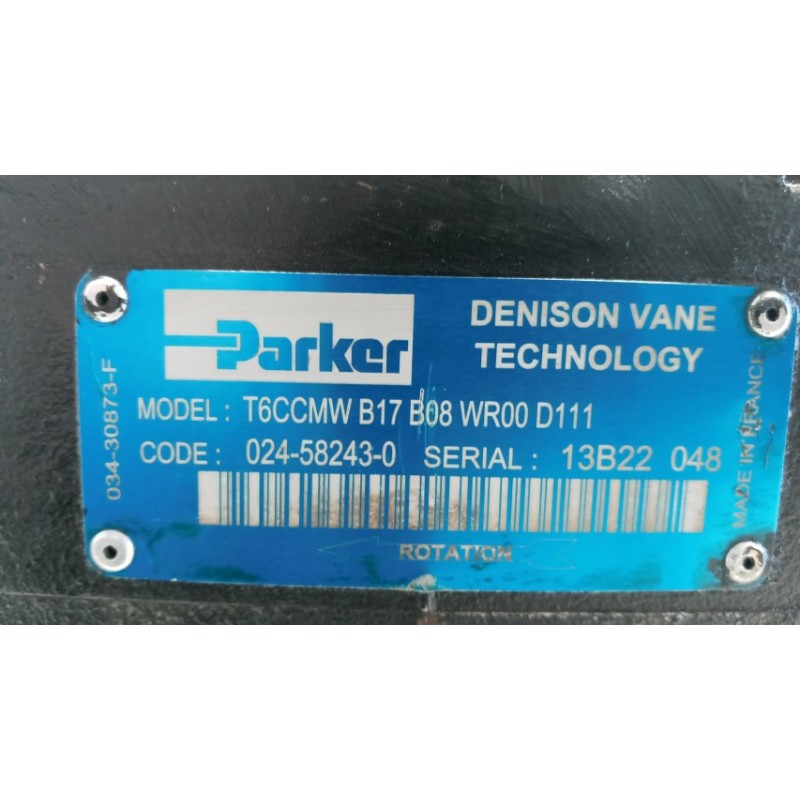 Parker
DENISON VANE
TECHNOLOGY
MODEL : T6CCMW B17 B08 WR00 D111
CODE : 024-58243-0 SERIAL : 13B22 048
ROTATION
034-30873-F
MADE IN FRANCE